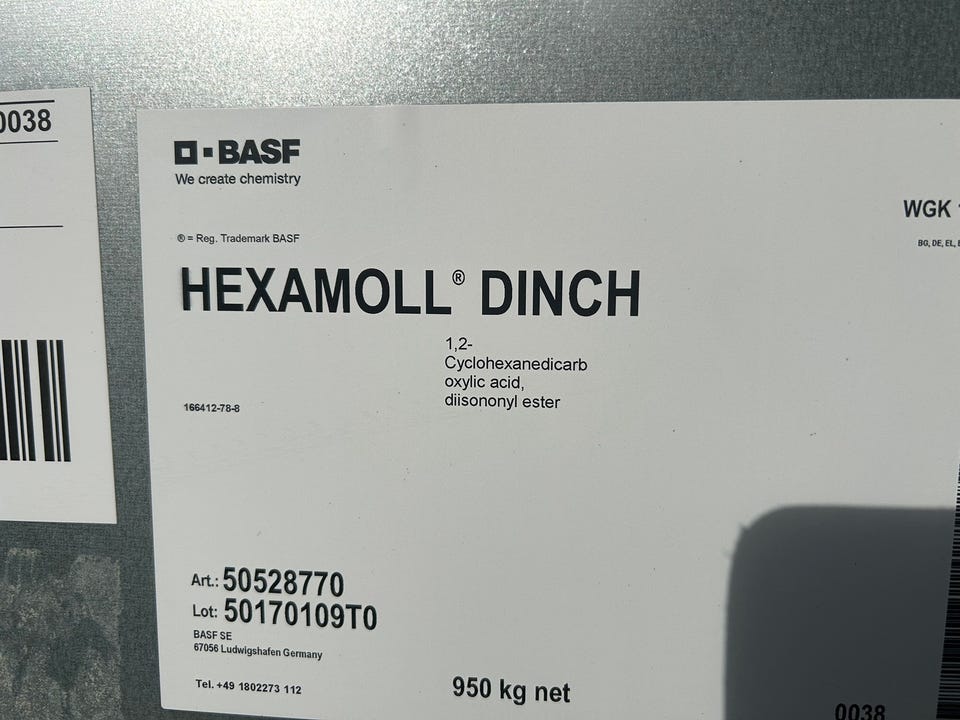 0038
BASF
We create chemistry
WGK
BG, DE, EL,
® = Reg. Trademark BASF
HEXAMOLL® DINCH
1,2-
Cyclohexanedicarb
oxylic acid,
diisononyl ester
166412-78-8
Art.: 50528770
Lot: 50170109T0
BASF SE
67056 Ludwigshafen Germany
Tel. +49 1802273 112
950 kg net
0038